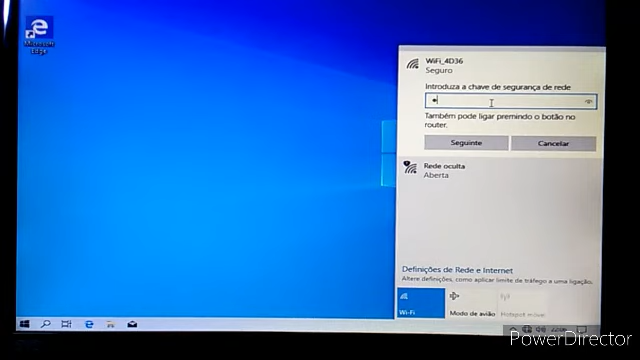 Microsoft
Edge
WiFi_4D36
Seguro
Introduza a chave de segurança de rede
Também pode ligar premindo o botão no
router.
Seguinte
Cancelar
Rede oculta
Aberta
Definições de Rede e Internet
Altere definições, como aplicar limite de tráfego a uma ligação.
Wi-Fi
Modo de avião
Hotspot móvel
PowerDirector